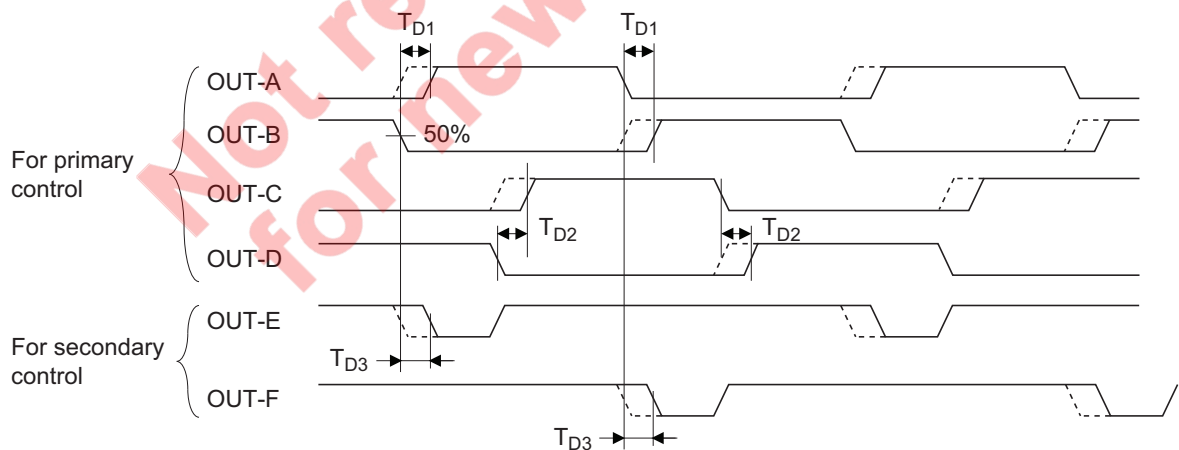 TD1
TD1
OUT-A
OUT-B
50%
For primary
control
OUT-C
TD2
TD2
OUT-D
OUT-E
For secondary
control
TD3
OUT-F
TD3
Not re
for new